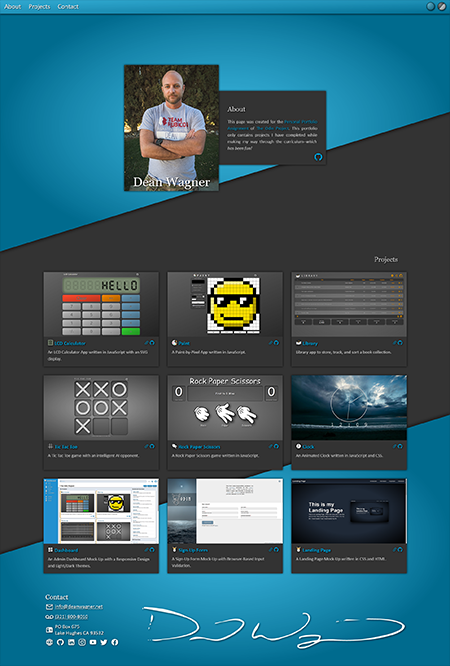 About Projects Contact
TEAM
RUBICON
Dean Wagner
About
This page was created for the Personal Portfolio
Assignment of The Odin Project. This portfolio
only contains projects I have completed while
making my way through the curriculum-which
has been fun!
Projects
HELLO
LCD Calculator
An LCD Calculator App written in JavaScript with an SVG
display.
Paint
A Paint-by-Pixel App written in JavaScript.
LIBRARY
Library
Library app to store, track, and sort a book collection.
XXO
OOX
X
Tic Tac Toe
A Tic Tac Toe game with an intelligent AI opponent.
Rock Paper Scissors
0
0
Rock Paper Scissors
A Rock Paper Scissors game written in JavaScript.
Clock
An Animated Clock written in JavaScript and CSS.
Dashboard
An Admin Dashboard Mock-Up with a Responsive Design
and Light/Dark Themes.
Sign Up Form
A Sign-Up Form Mock-Up with Browser-Based Input
Validation.
This is my
Landing Page
Landing Page
A Landing Page Mock-Up written in CSS and HTML.
Contact
info@deanwagner.net
(321) 800-8010
PO Box 675
Lake Hughes CA 93532